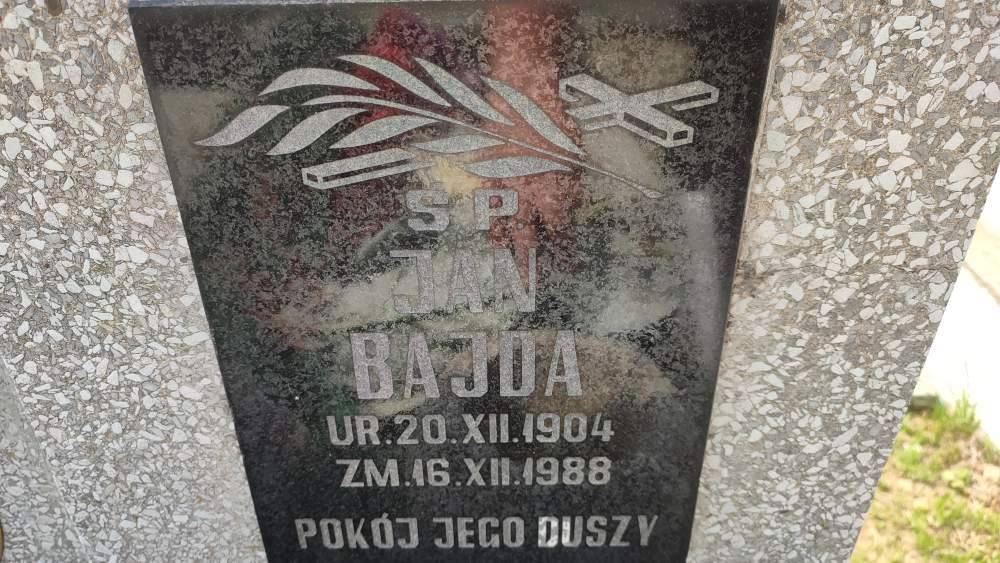 S P.
JAN
BAJDA
UR. 20. XII. 1904
ZM. 16. XII. 1988
POKÓJ JEGO DUSZY